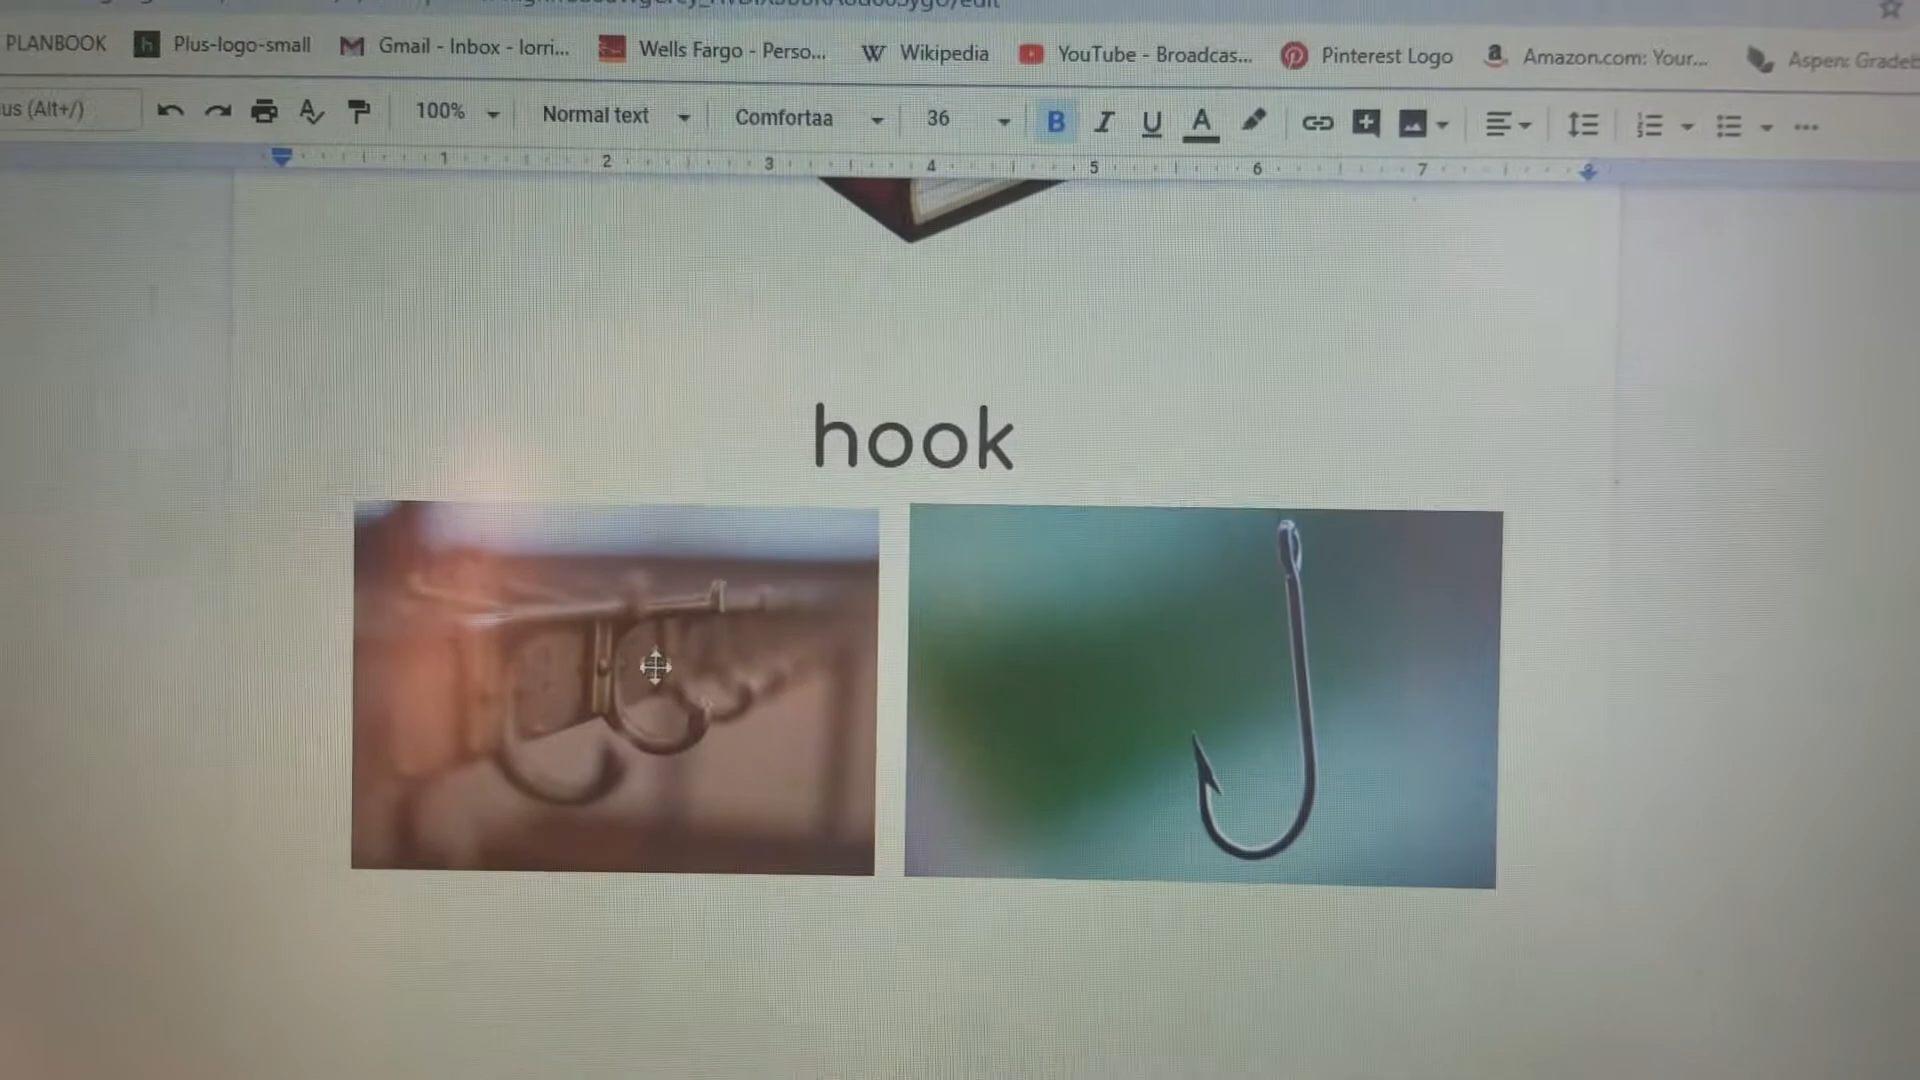 PLANBOOK Plus-logo-small Gmail - Inbox - lorri... Wells Fargo - Perso... Wikipedia YouTube - Broadcas... Pinterest Logo Amazon.com: Your... Aspen: Gradeb
us (Alt+/) 100% Normal text Comfortaa 36 B I U A
1 2 3 4 5 6 7
hook